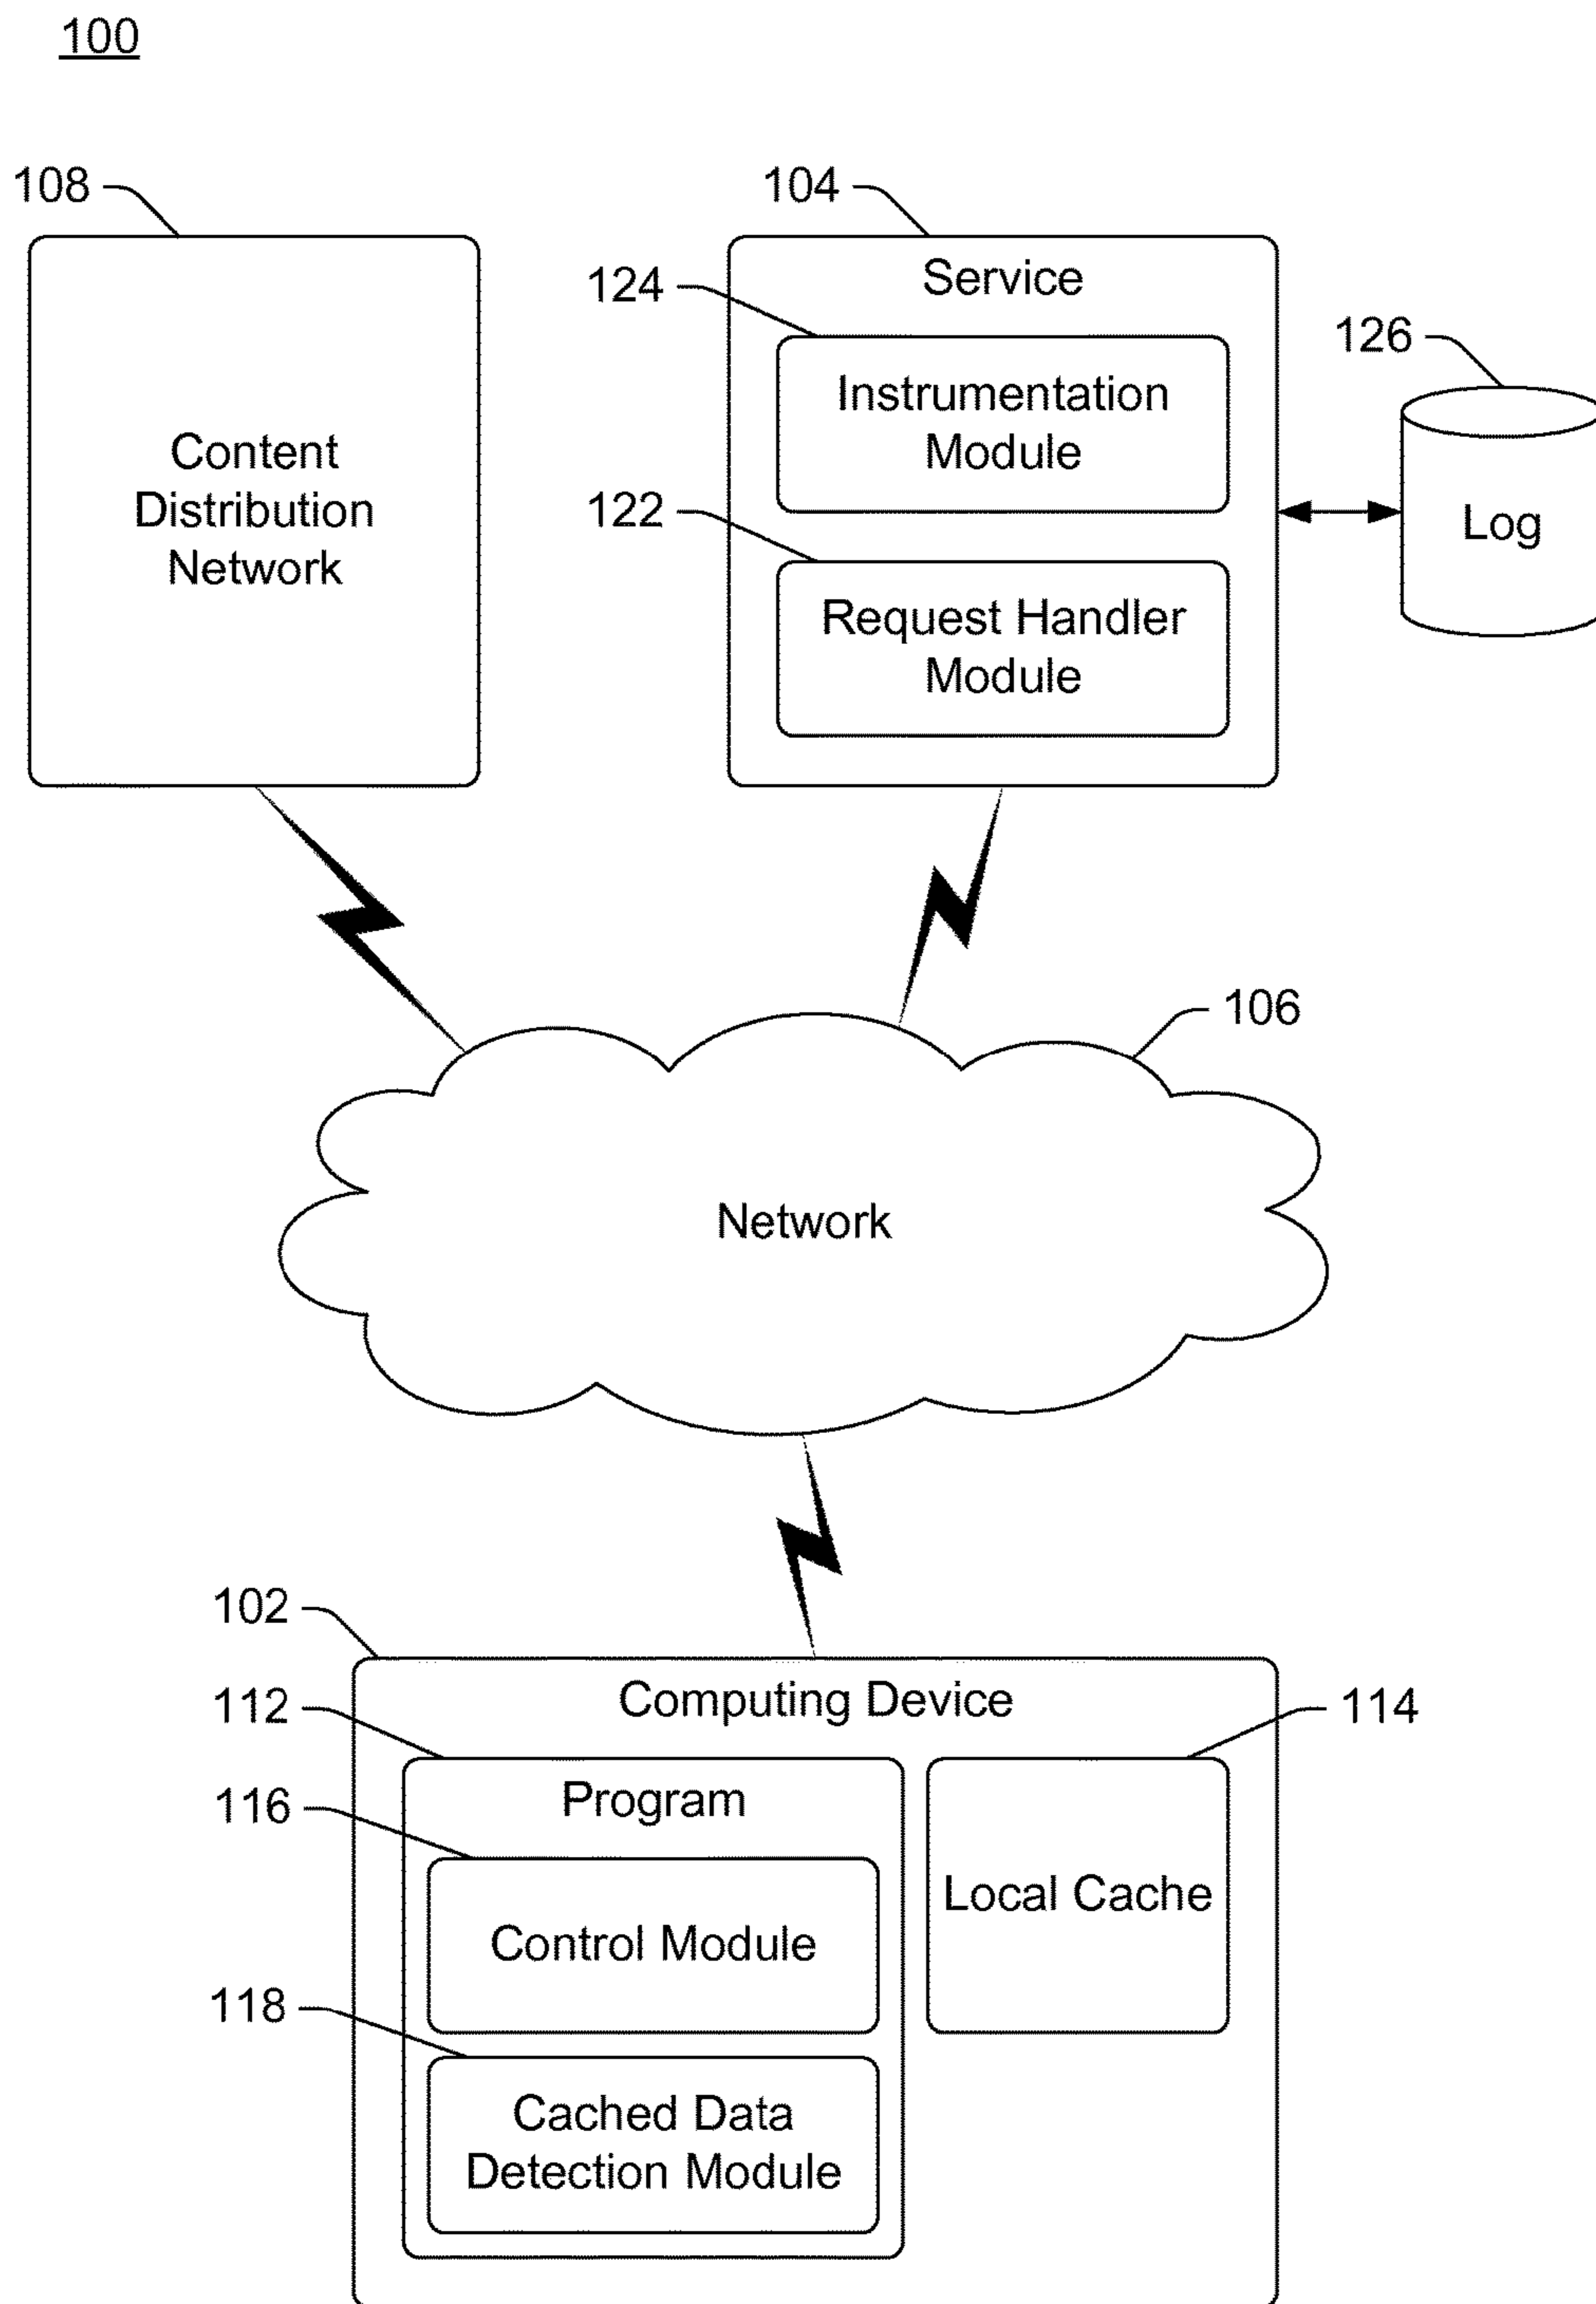 100
108
104
124
Service
126
Instrumentation
Module
Content
Distribution
Network
122
Log
Request Handler
Module
106
Network
102
Computing Device
112
114
Program
116
Local Cache
Control Module
118
Cached Data
Detection Module